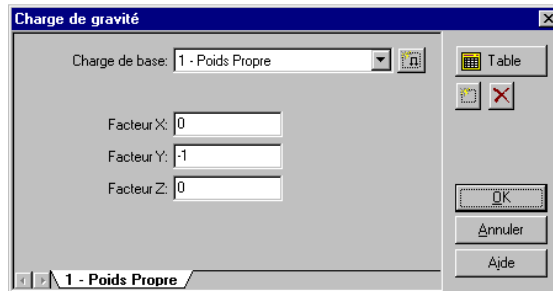 Charge de gravité
Charge de base: 1 - Poids Propre
Table
Facteur X: 0
Facteur Y: -1
Facteur Z: 0
OK
Annuler
Aide
1 - Poids Propre